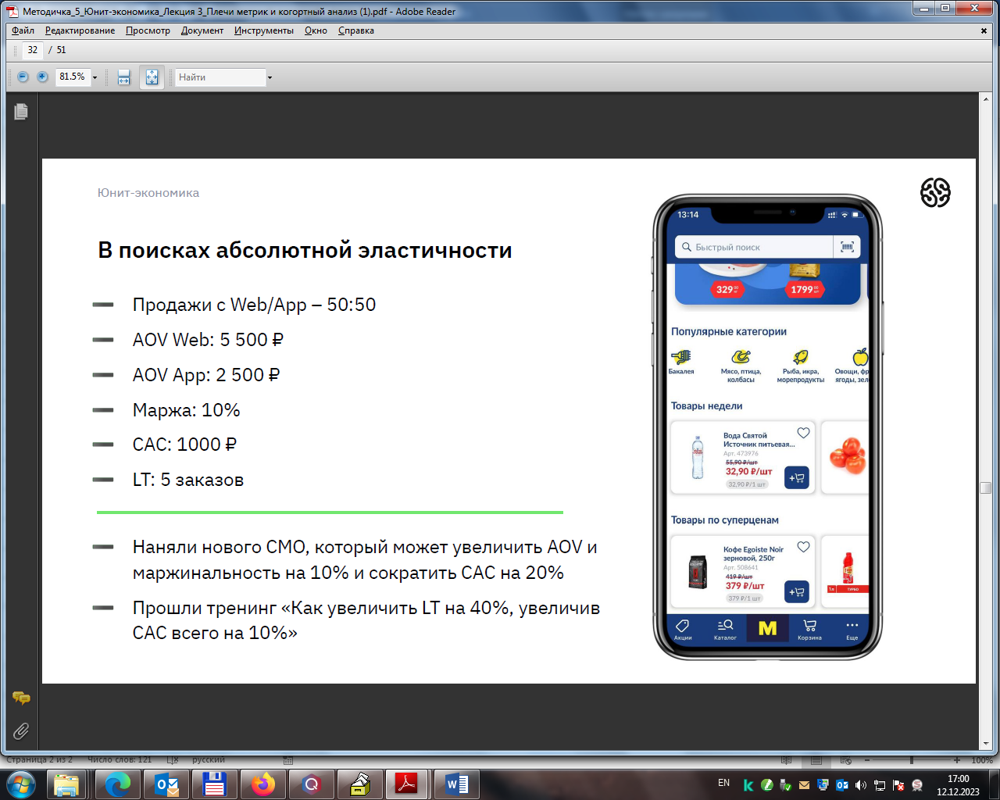 Методичка_5_Юнит-экономика_Лекция 3_Плечи метрик и когортный анализ (1).pdf - Adobe Reader
Файл Редактирование Просмотр Документ Инструменты Окно Справка
32 / 51
81.5% Найти
Юнит-экономика
В поисках абсолютной эластичности
— Продажи с Web/App – 50:50
— AOV Web: 5 500 ₽
— AOV App: 2 500 ₽
— Маржа: 10%
— CAC: 1000 ₽
— LT: 5 заказов
— Наняли нового CMO, который может увеличить AOV и
маржинальность на 10% и сократить CAC на 20%
— Прошли тренинг «Как увеличить LT на 40%, увеличив
CAC всего на 10%»
13:14
Быстрый поиск
329 1799
Популярные категории
Бакалея
Мясо, птица,
колбасы
Рыба, икра,
морепродукты
Овощи, фр
ягоды, зел
Товары недели
Вода Святой
Источник питьевая...
Арт. 473976
55,90 ₽/шт
32,90 ₽/шт
32,90 ₽/1 шт
Товары по суперценам
Кофе Egoiste Noir
зерновой, 250г
Арт. 508641
419 ₽/шт
379 ₽/шт
379 ₽/1 шт
Акции Каталог M Корзина Еще
Страница 2 из 2 Число слов: 121 русский 100%
EN 17:00
12.12.2023